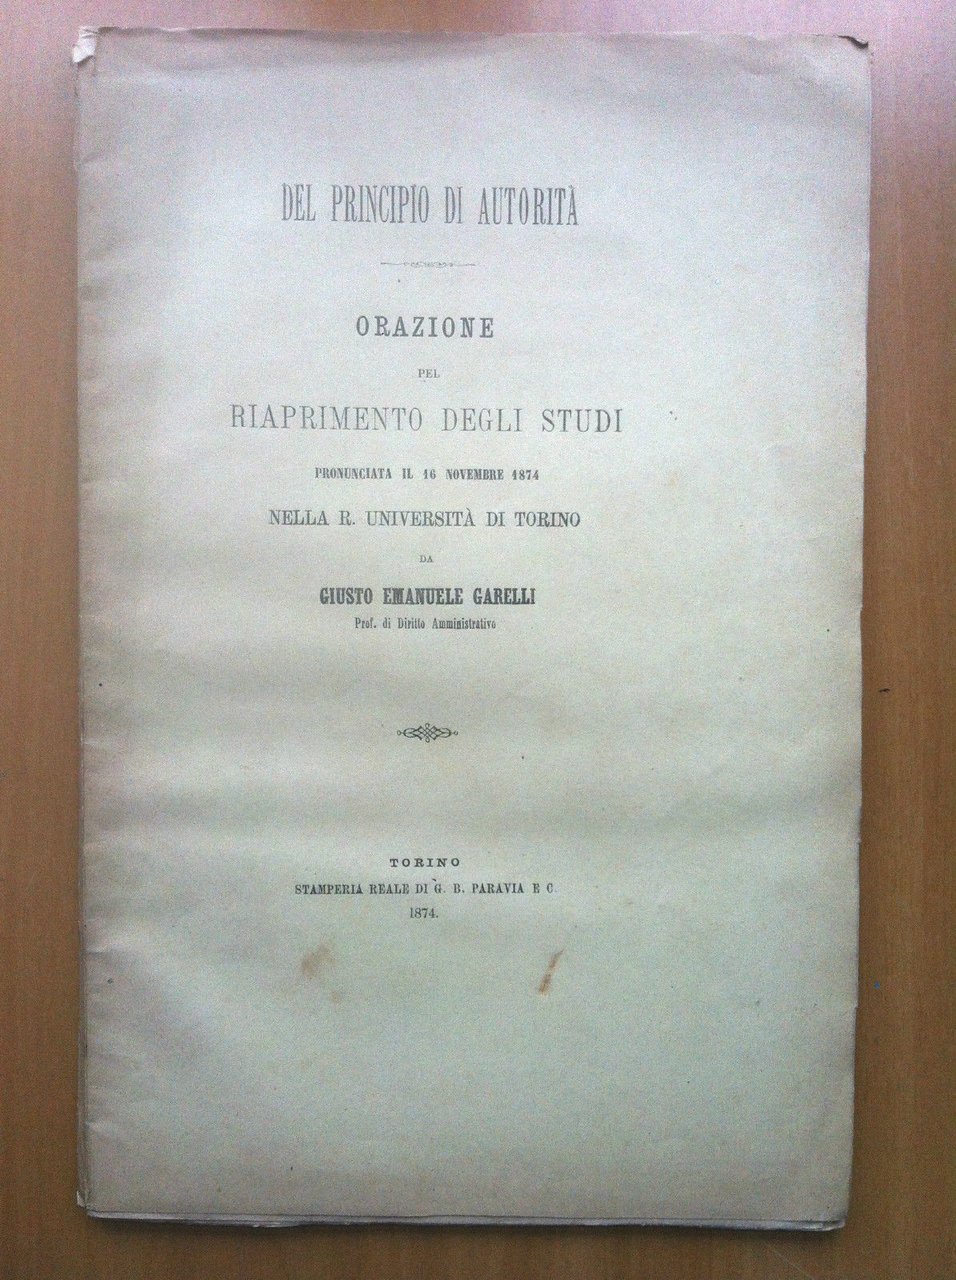 DEL PRINCIPIO DI AUTORITÀ
ORAZIONE
PEL
RIAPRIMENTO DEGLI STUDI
PRONUNCIATA IL 16 NOVEMBRE 1874
NELLA R. UNIVERSITÀ DI TORINO
DA
GIUSTO EMANUELE GARELLI
Prof. di Diritto Amministrativo
TORINO
STAMPERIA REALE DI G. B. PARAVIA E C.
1874.